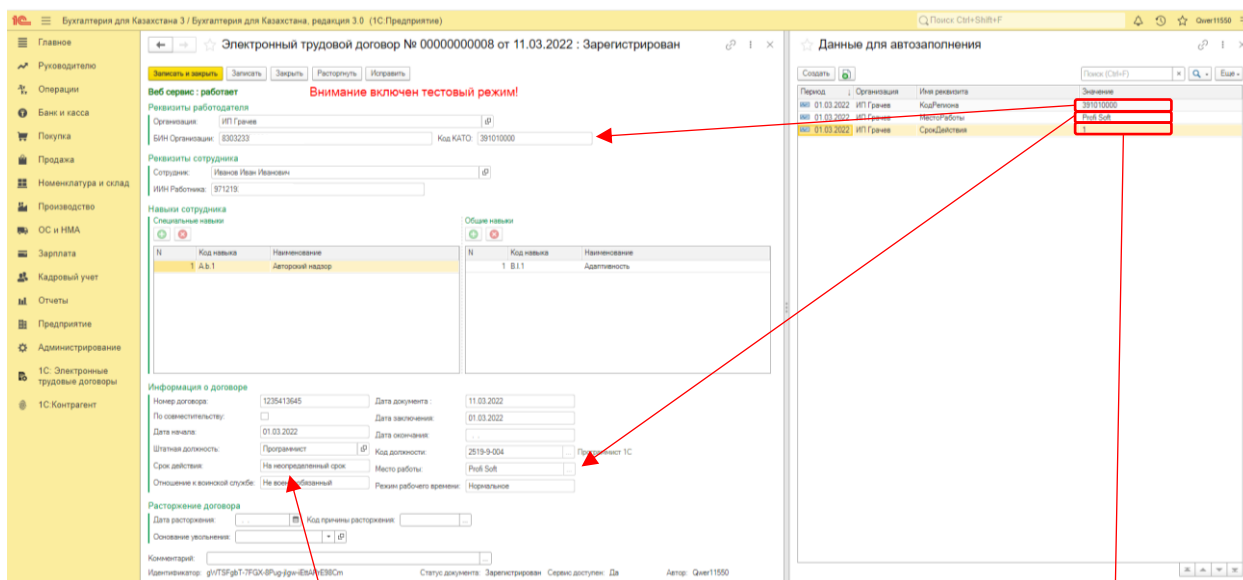 1С Бухгалтерия для Казахстана 3 / Бухгалтерия для Казахстана, редакция 3.0 (1С:Предприятие) Поиск Ctrl+Shift+F Qwer11550
Главное
Руководителю
Операции
Банк и касса
Покупка
Продажа
Номенклатура и склад
Производство
ОС и НМА
Зарплата
Кадровый учет
Отчеты
Предприятие
Администрирование
1С: Электронные
трудовые договоры
1С:Контрагент
Электронный трудовой договор № 00000000008 от 11.03.2022 : Зарегистрирован
Записать и закрыть Записать Закрыть Расторгнуть Исправить
Веб сервис : работает Внимание включен тестовый режим!
Реквизиты работодателя
Организация: ИП Грачев
БИН Организации: 8303233 Код КАТО: 391010000
Реквизиты сотрудника
Сотрудник: Иванов Иван Иванович
ИИН Работника: 971219
Навыки сотрудника
Специальные навыки Общие навыки
N Код навыка Наименование N Код навыка Наименование
1 A.b.1 Авторский надзор 1 B.I.1 Адаптивность
Информация о договоре
Номер договора: 1235413645 Дата документа : 11.03.2022
По совместительству: Дата заключения: 01.03.2022
Дата начала: 01.03.2022 Дата окончания: . .
Штатная должность: Программист Код должности: 2519-9-004 ... Программист 1С
Срок действия: На неопределенный срок Место работы: Profi Soft ...
Отношение к воинской службе: Не военнообязанный Режим рабочего времени: Нормальное
Расторжение договора
Дата расторжения: . . Код причины расторжения: ...
Основание увольнения:
Комментарий: ...
Идентификатор: Статус документа: Зарегистрирован Сервис доступен: Да Автор: Qwer11550
Данные для автозаполнения
Создать Поиск (Ctrl+F) × Еще
Период ↓ Организация Имя реквизита Значение
01.03.2022 ИП Грачев КодРегиона 391010000
01.03.2022 ИП Грачев МестоРаботы Profi Soft
01.03.2022 ИП Грачев СрокДействия 1